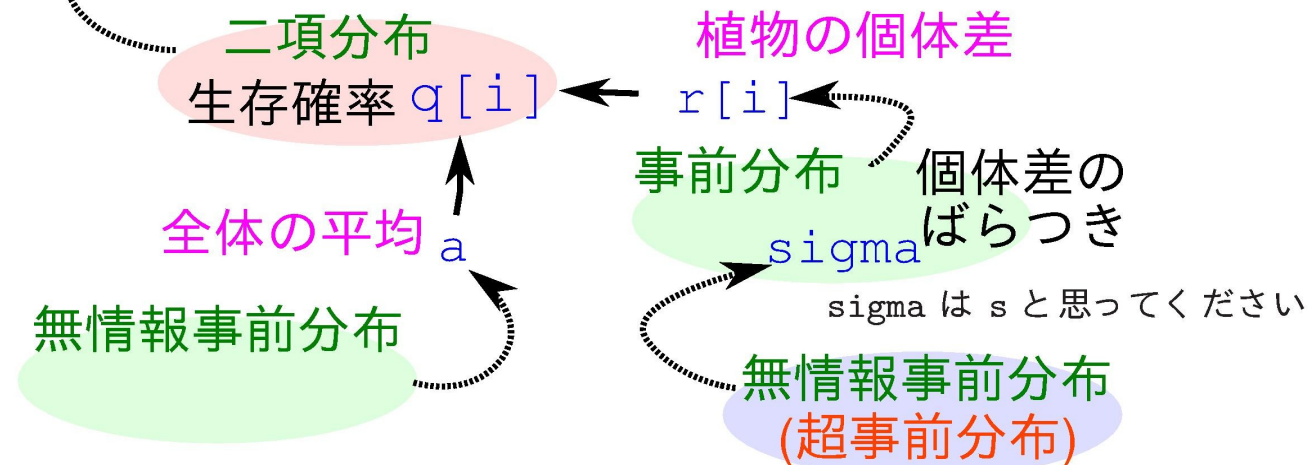 二項分布
植物の個体差
生存確率 q[i]
r[i]
事前分布
個体差の
ばらつき
全体の平均 a
sigma
sigma は s と思ってください
無情報事前分布
無情報事前分布
(超事前分布)